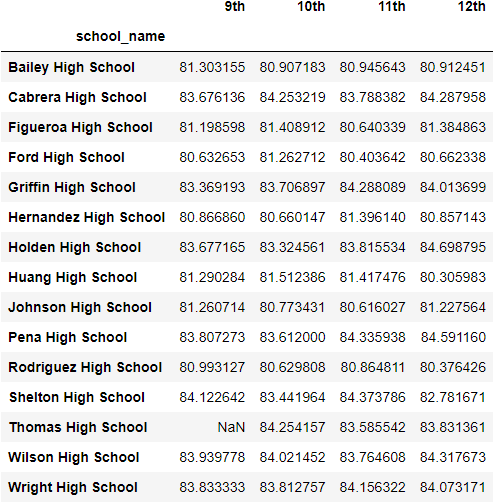 9th 10th 11th 12th
school_name
Bailey High School 81.303155 80.907183 80.945643 80.912451
Cabrera High School 83.676136 84.253219 83.788382 84.287958
Figueroa High School 81.198598 81.408912 80.640339 81.384863
Ford High School 80.632653 81.262712 80.403642 80.662338
Griffin High School 83.369193 83.706897 84.288089 84.013699
Hernandez High School 80.866860 80.660147 81.396140 80.857143
Holden High School 83.677165 83.324561 83.815534 84.698795
Huang High School 81.290284 81.512386 81.417476 80.305983
Johnson High School 81.260714 80.773431 80.616027 81.227564
Pena High School 83.807273 83.612000 84.335938 84.591160
Rodriguez High School 80.993127 80.629808 80.864811 80.376426
Shelton High School 84.122642 83.441964 84.373786 82.781671
Thomas High School NaN 84.254157 83.585542 83.831361
Wilson High School 83.939778 84.021452 83.764608 84.317673
Wright High School 83.833333 83.812757 84.156322 84.073171